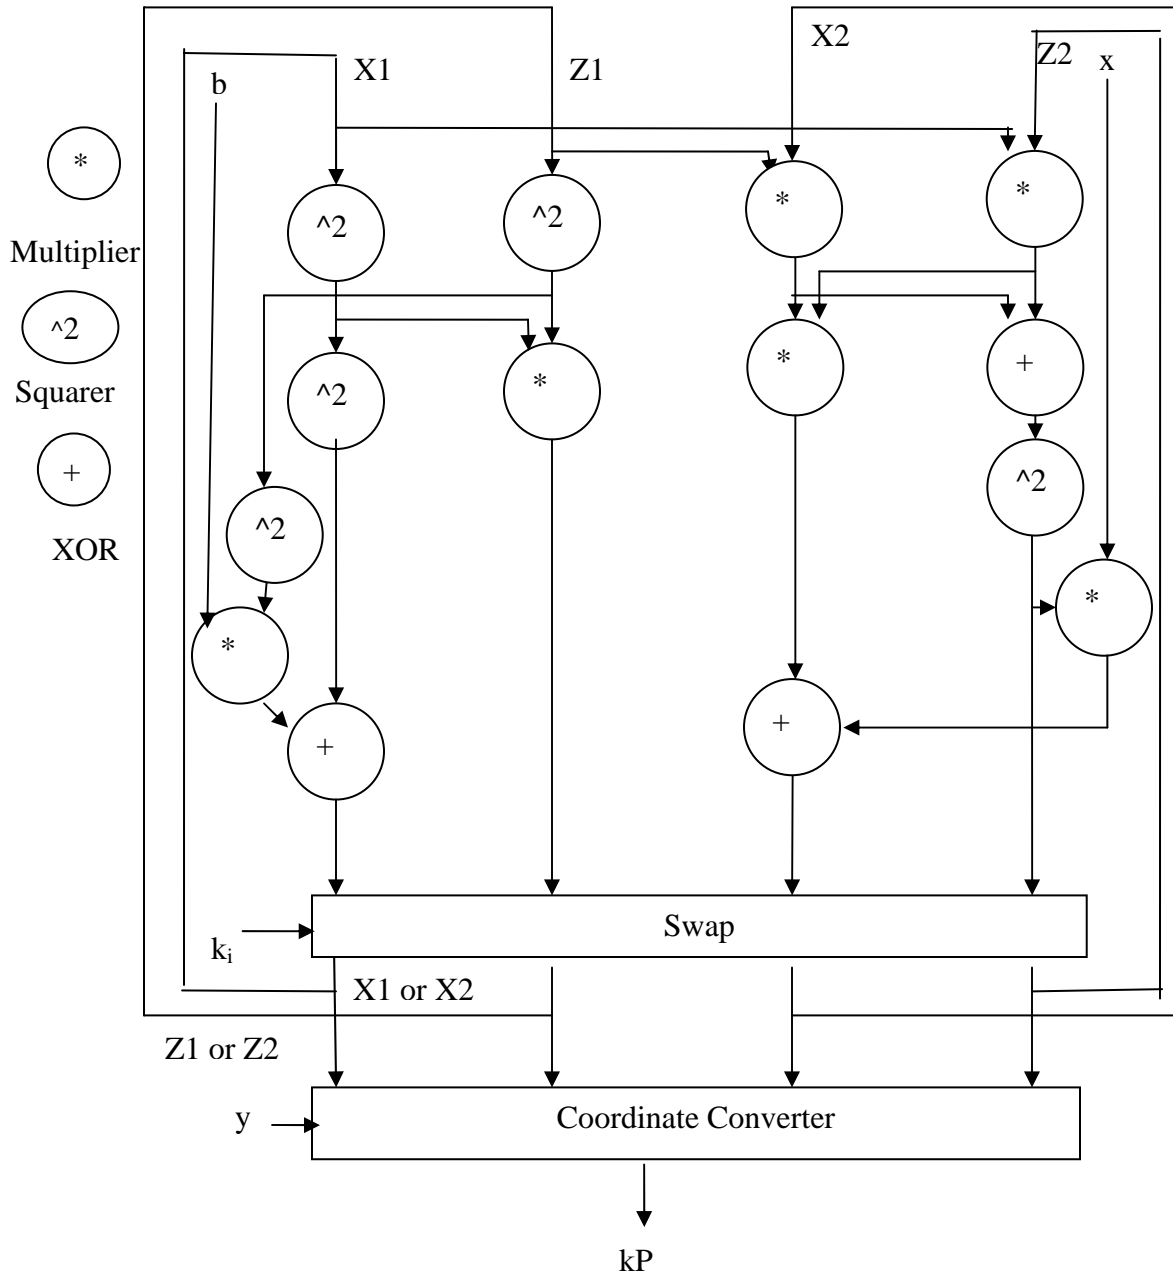 X1
Z1
X2
Z2
x
b
*
Multiplier
^2
Squarer
+
XOR
^2
^2
*
*
^2
*
*
+
^2
^2
*
*
+
+
Swap
kᵢ
X1 or X2
Z1 or Z2
y
Coordinate Converter
kP